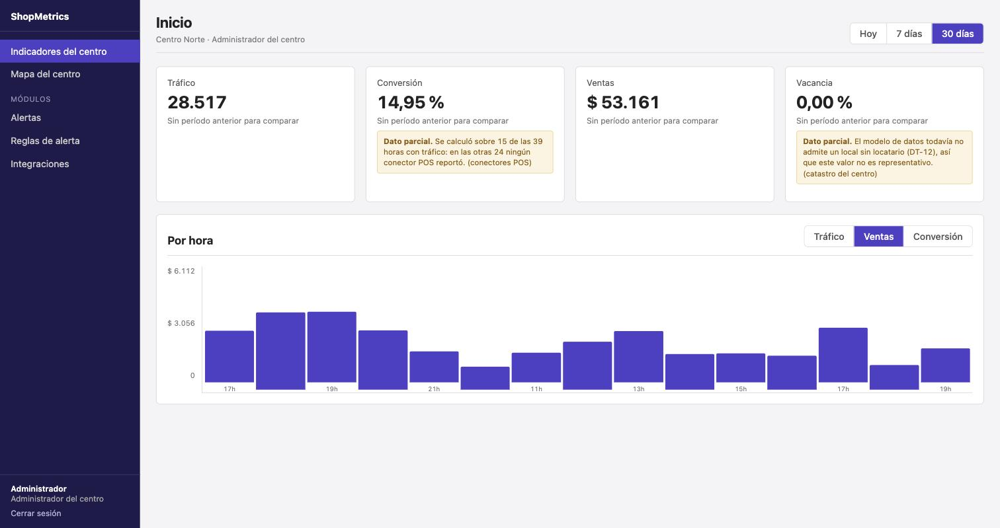 ShopMetrics
Indicadores del centro
Mapa del centro
MÓDULOS
Alertas
Reglas de alerta
Integraciones
Administrador
Administrador del centro
Cerrar sesión
Inicio
Centro Norte · Administrador del centro
Hoy
7 días
30 días
Tráfico
28.517
Sin período anterior para comparar
Conversión
14,95 %
Sin período anterior para comparar
Dato parcial. Se calculó sobre 15 de las 39
horas con tráfico: en las otras 24 ningún
conector POS reportó. (conectores POS)
Ventas
$ 53.161
Sin período anterior para comparar
Vacancia
0,00 %
Sin período anterior para comparar
Dato parcial. El modelo de datos todavía no
admite un local sin locatario (DT-12), así
que este valor no es representativo.
(catastro del centro)
Por hora
Tráfico
Ventas
Conversión
$ 6.112
$ 3.056
0
17h
19h
21h
11h
13h
15h
17h
19h